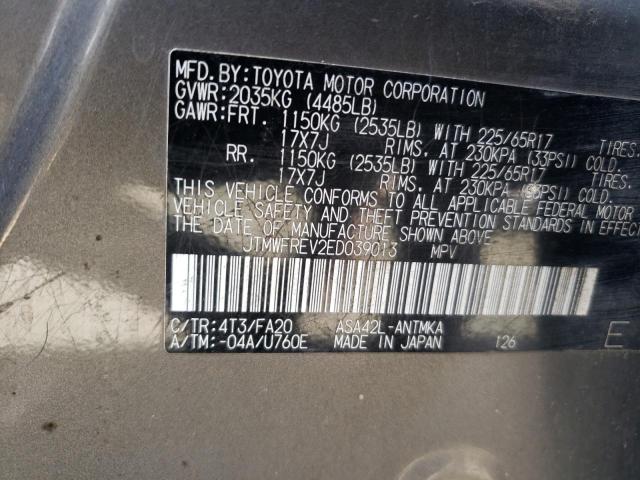 MFD.BY:TOYOTA MOTOR CORPORATION
GVWR:2035KG (4485LB)
GAWR:FRT. 1150KG (2535LB) WITH 225/65R17 TIRES.
17X7J RIMS. AT 230KPA (33PSI) COLD.
RR. 1150KG (2535LB) WITH 225/65R17 TIRES.
17X7J RIMS. AT 230KPA (33PSI) COLD.
THIS VEHICLE CONFORMS TO ALL APPLICABLE FEDERAL MOTOR
VEHICLE SAFETY AND THEFT PREVENTION STANDARDS IN EFFECT
THE DATE OF MANUFACTURE SHOWN ABOVE.
JTMWFREV2ED039013 MPV
C/TR:4T3/FA20 ASA42L-ANTMKA
A/TM:-04A/U760E MADE IN JAPAN 126
E